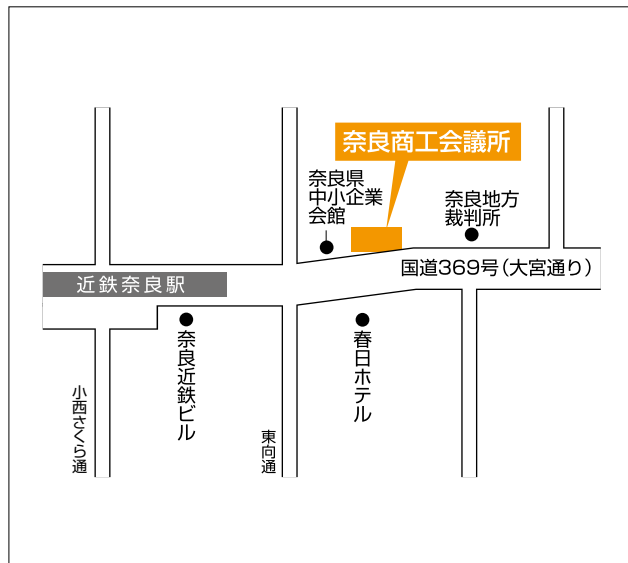 奈良商工会議所
奈良県
中小企業
会館
奈良地方
裁判所
国道369号(大宮通り)
近鉄奈良駅
奈良近鉄ビル
春日ホテル
小西さくら通
東向通